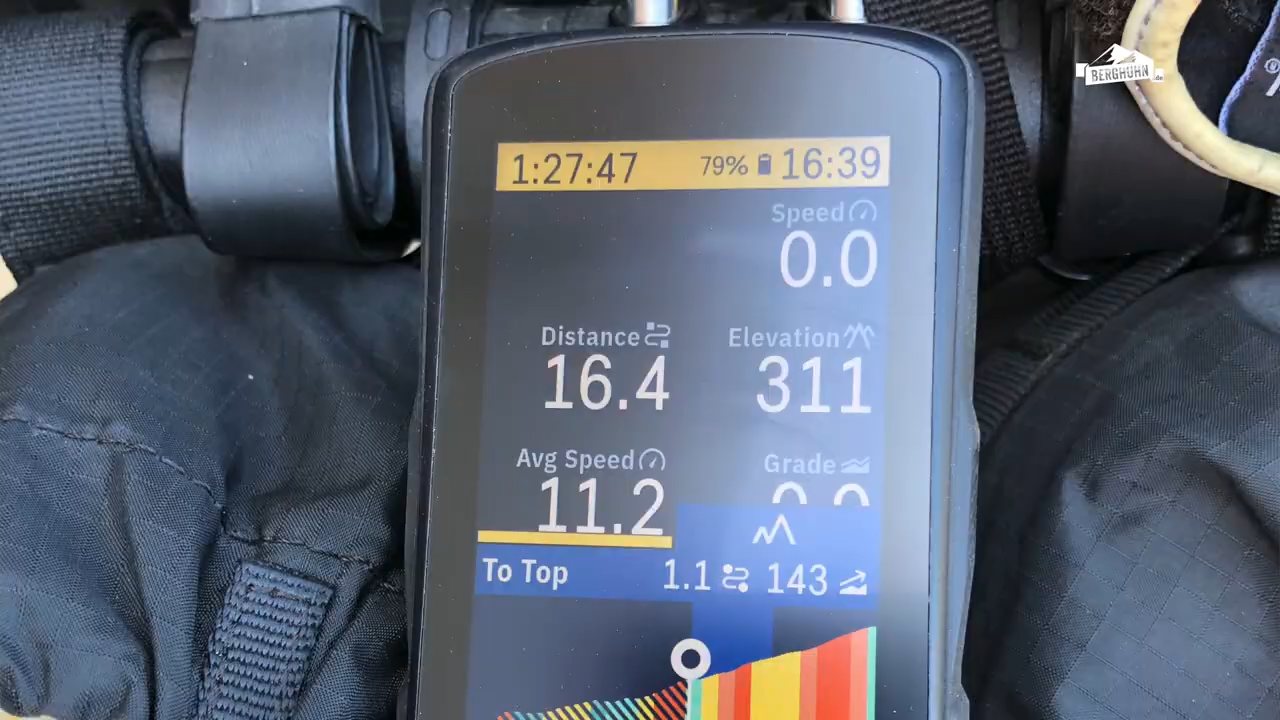 BERGHUHN.de
1:27:47 79% 16:39
Speed
0.0
Distance Elevation
16.4 311
Avg Speed Grade
11.2
To Top 1.1 143